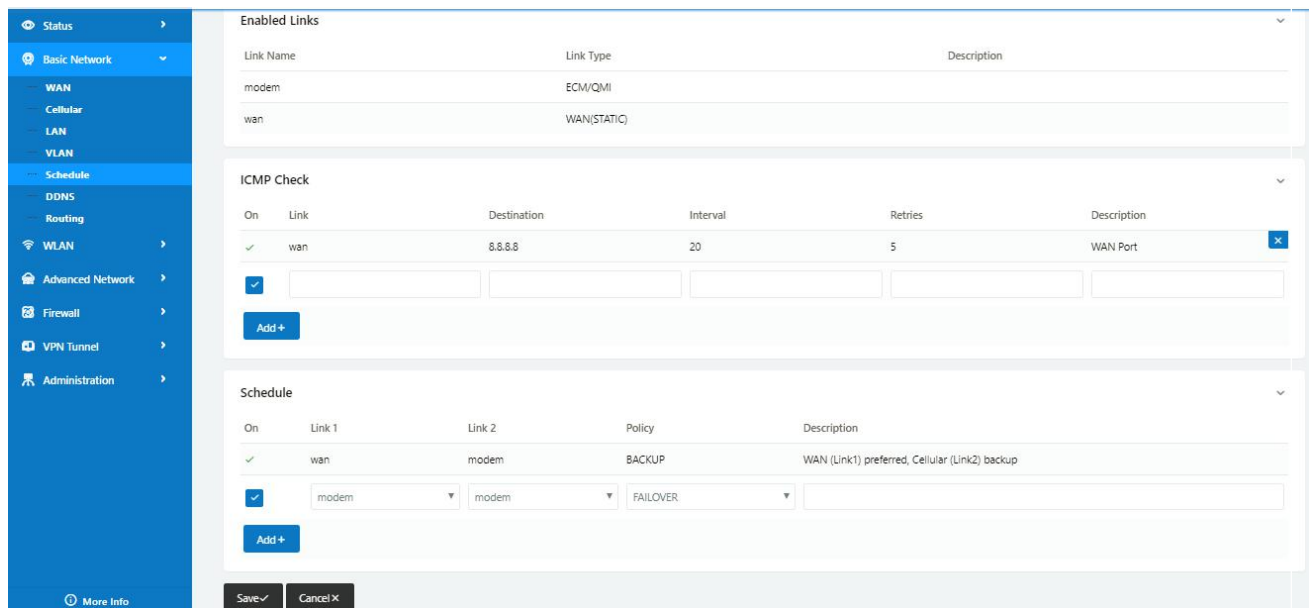 Status
Basic Network
WAN
Cellular
LAN
VLAN
Schedule
DDNS
Routing
WLAN
Advanced Network
Firewall
VPN Tunnel
Administration
More Info
Enabled Links
Link Name Link Type Description
modem ECM/QMI
wan WAN(STATIC)
ICMP Check
On Link Destination Interval Retries Description
wan 8.8.8.8 20 5 WAN Port
Add+
Schedule
On Link 1 Link 2 Policy Description
wan modem BACKUP WAN (Link1) preferred, Cellular (Link2) backup
modem modem FAILOVER
Add+
Save Cancel